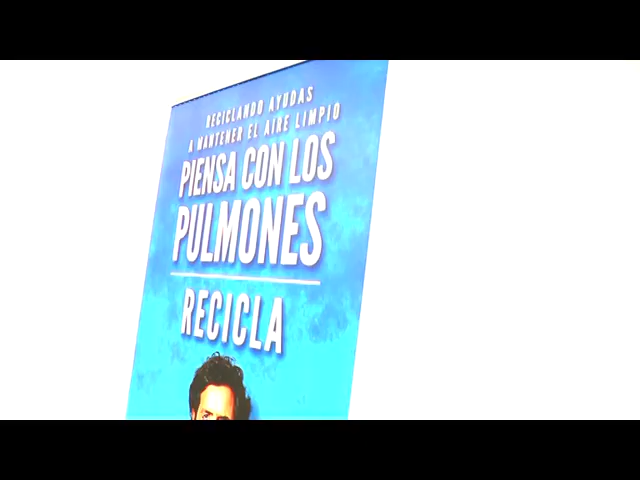 RECICLANDO AYUDAS
A MANTENER EL AIRE LIMPIO
PIENSA CON LOS
PULMONES
RECICLA